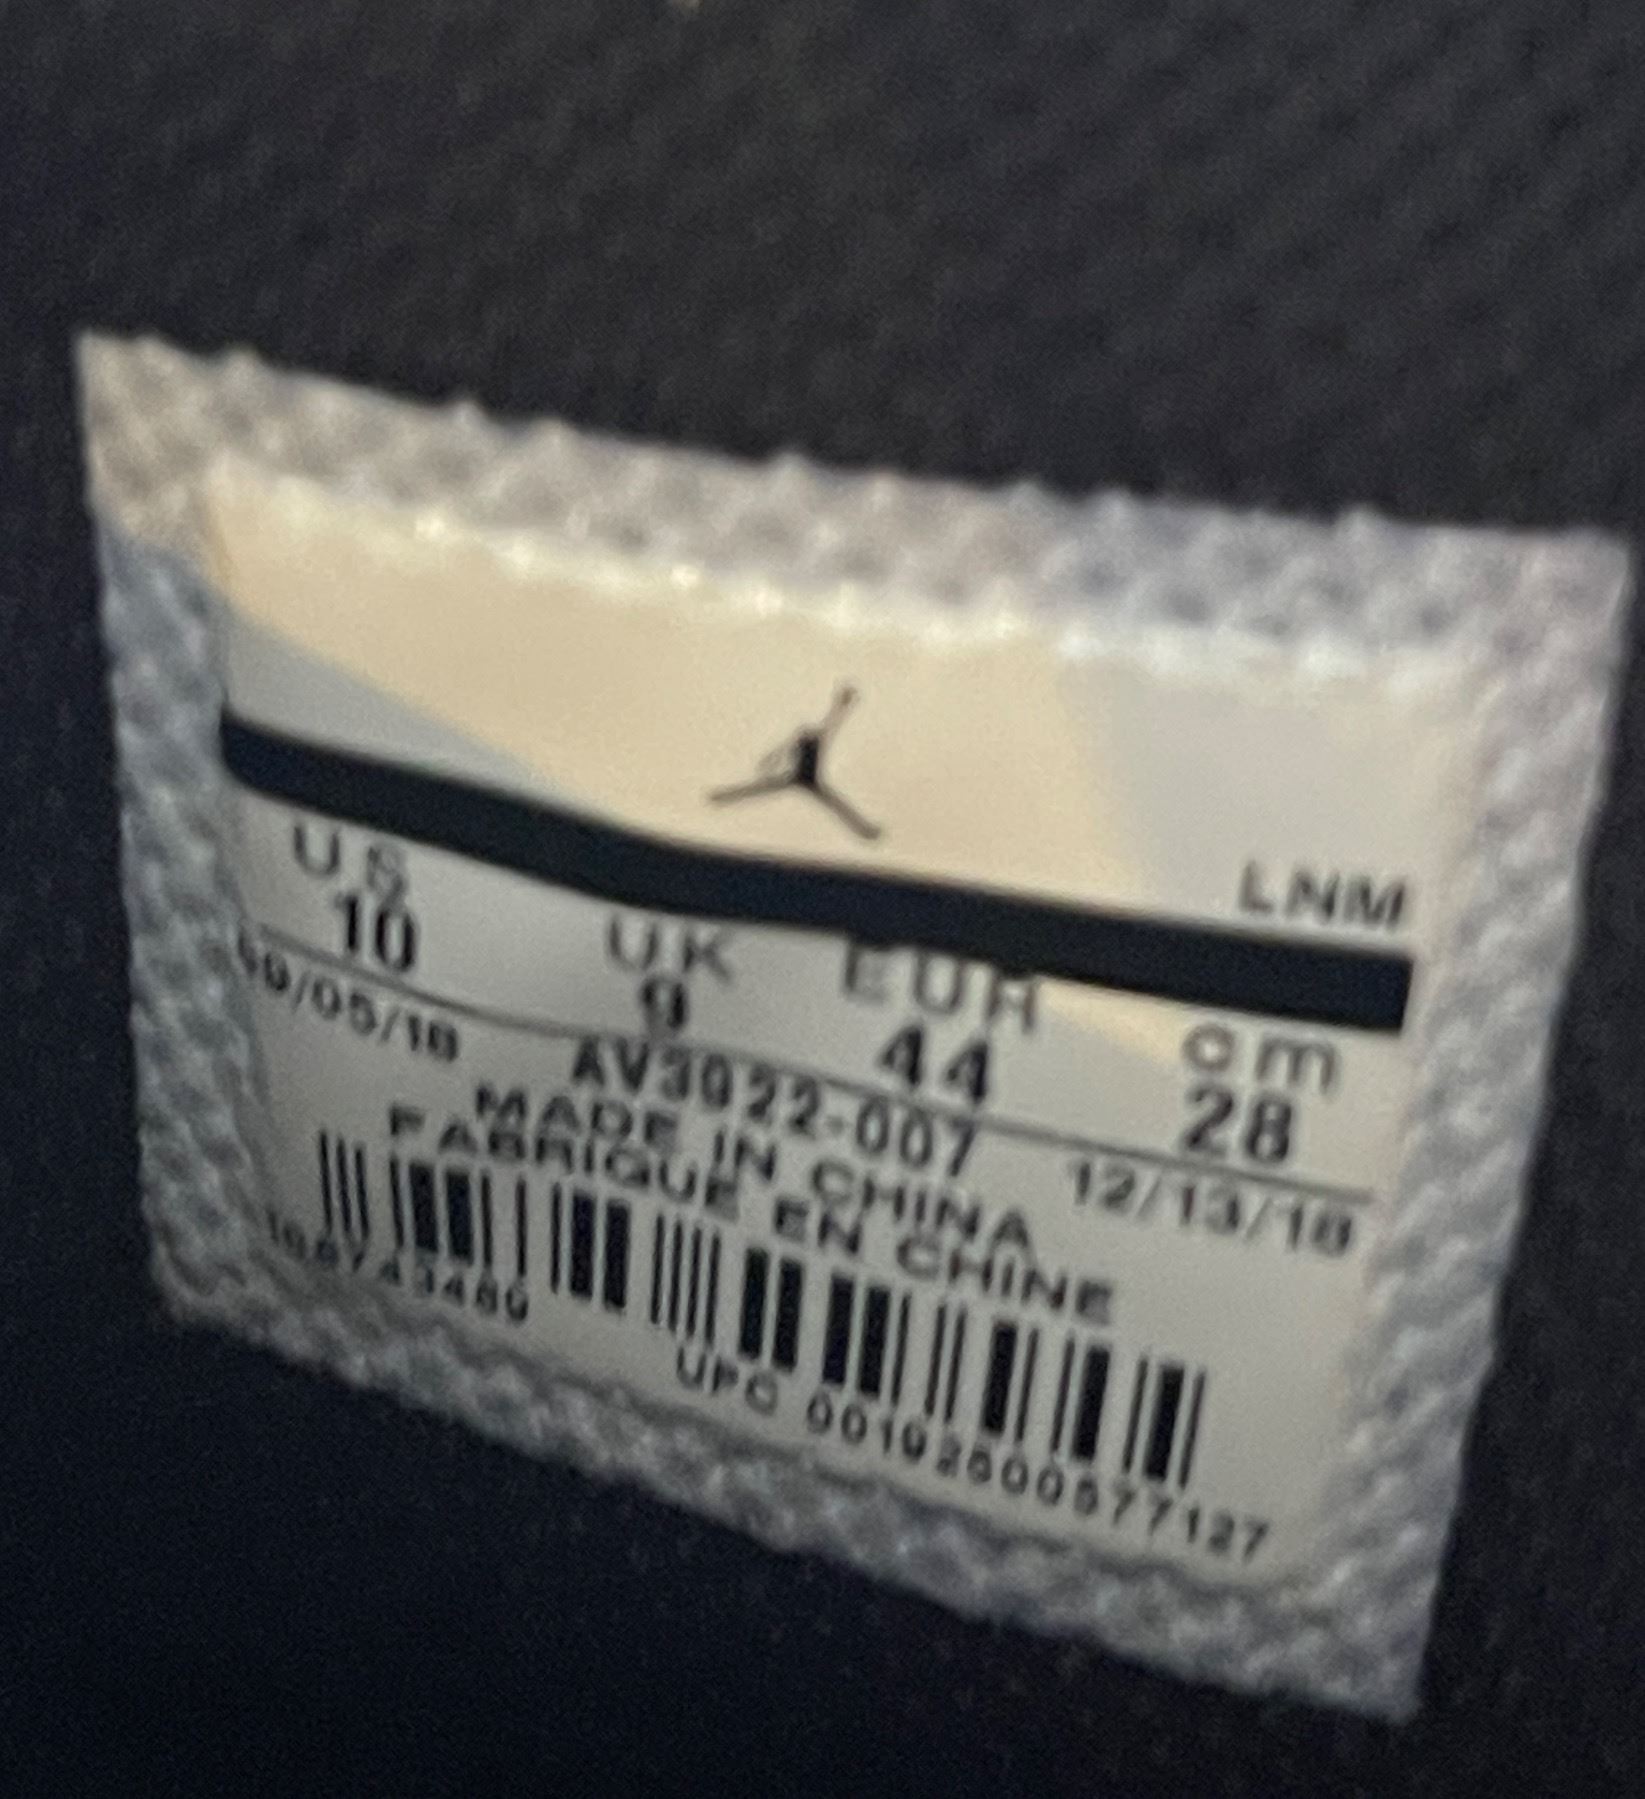 LNM
US UK EUR cm
10 9 44 28
09/05/18 AV3022-007 12/13/18
MADE IN CHINA
FABRIQUE EN CHINE
UPC